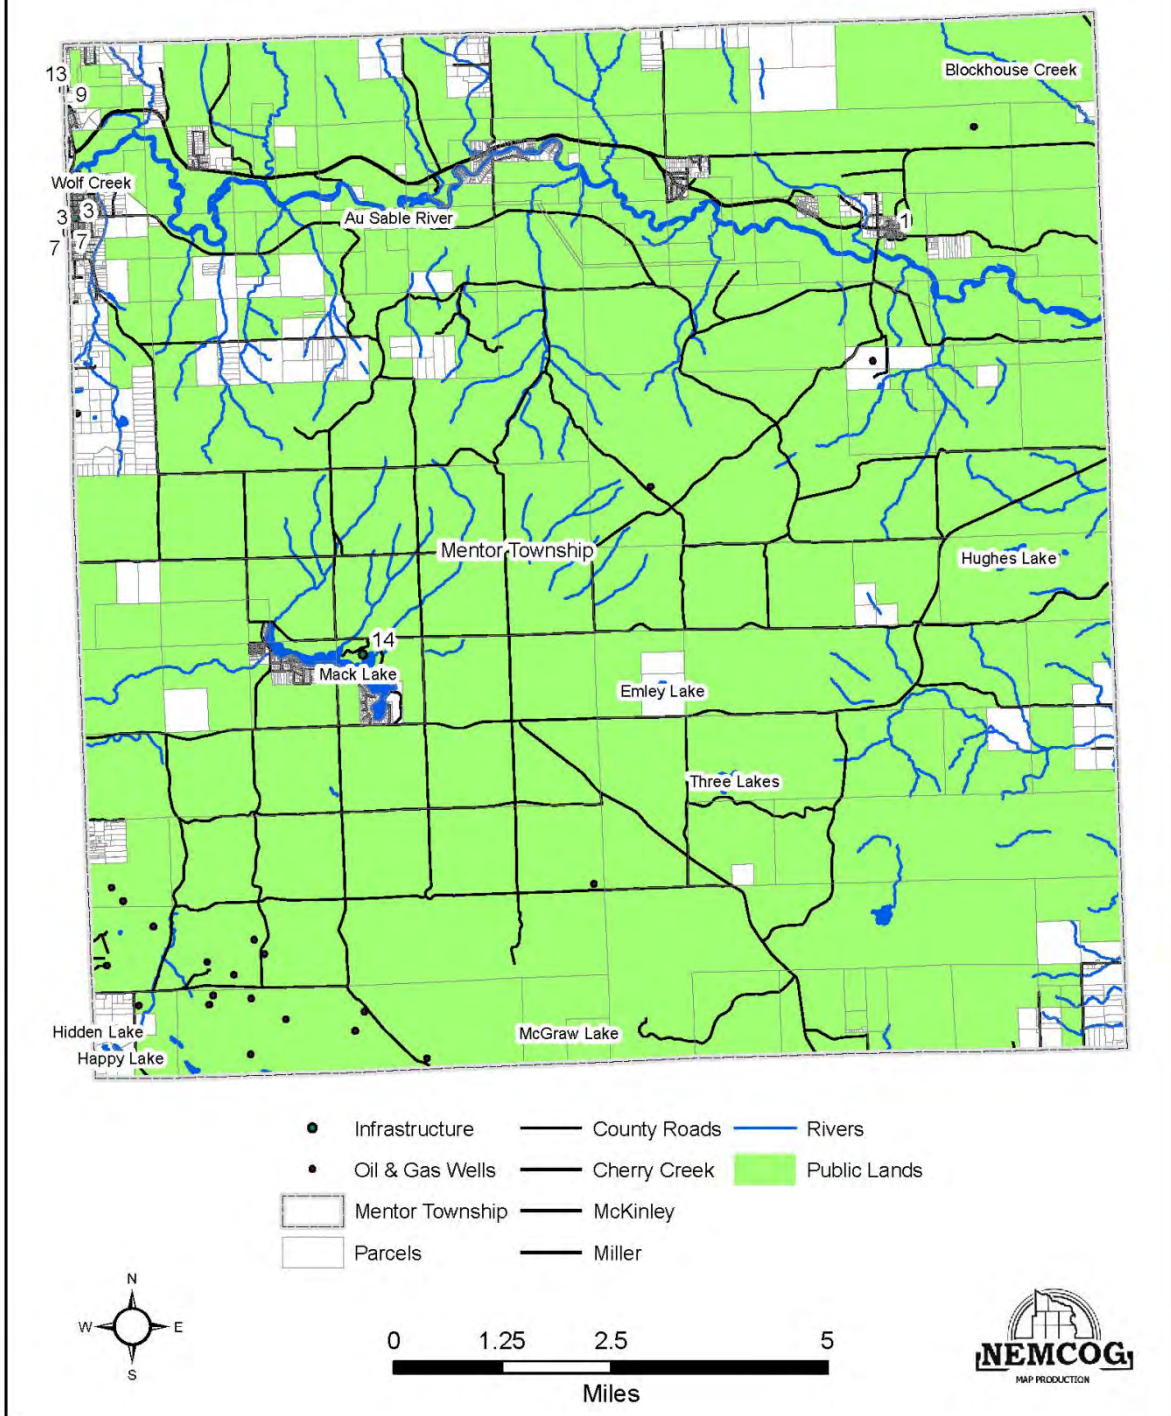 Blockhouse Creek
13
9
Wolf Creek
3
3
Au Sable River
1
7
7
Mentor Township
Hughes Lake
14
Mack Lake
Emley Lake
Three Lakes
Hidden Lake
McGraw Lake
Happy Lake
Infrastructure
County Roads
Rivers
Oil & Gas Wells
Cherry Creek
Public Lands
Mentor Township
McKinley
Parcels
Miller
N
W
E
S
0 1.25 2.5 5
Miles
NEMCOG
MAP PRODUCTION